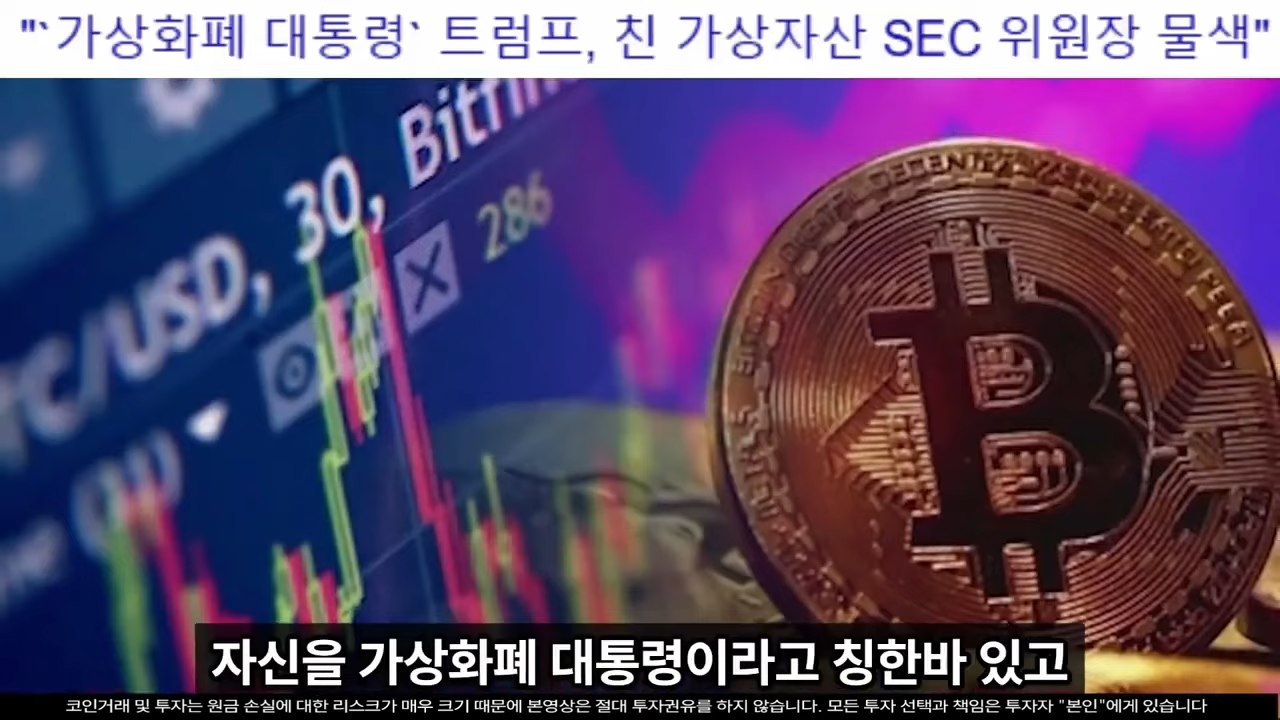 "`가상화폐 대통령` 트럼프, 친 가상자산 SEC 위원장 물색"
30,
286
/USD,
자신을 가상화폐 대통령이라고 칭한바 있고
코인거래 및 투자는 원금 손실에 대한 리스크가 매우 크기 때문에 본영상은 절대 투자권유를 하지 않습니다. 모든 투자 선택과 책임은 투자자 "본인"에게 있습니다